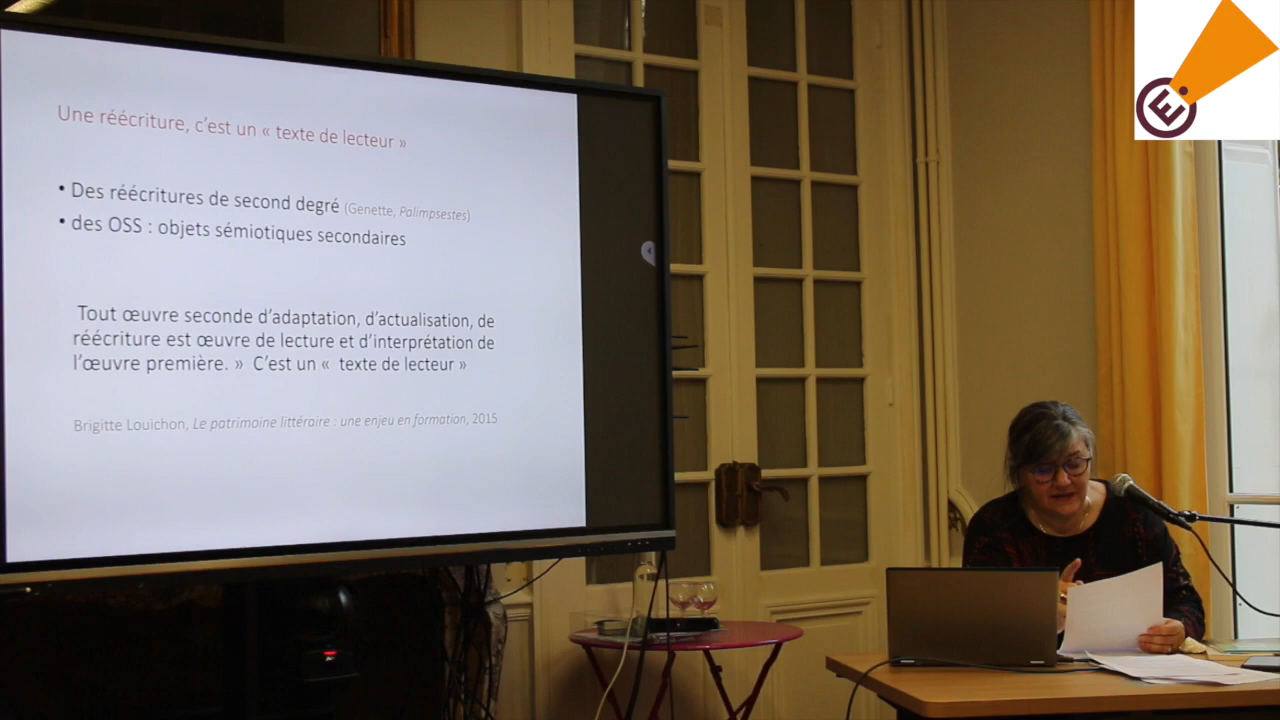 Une réécriture, c'est un « texte de lecteur »
• Des réécritures de second degré (Genette, Palimpsestes)
• des OSS : objets sémiotiques secondaires
Tout œuvre seconde d'adaptation, d'actualisation, de
réécriture est œuvre de lecture et d'interprétation de
l'œuvre première. » C'est un « texte de lecteur »
Brigitte Louichon, Le patrimoine littéraire : une enjeu en formation, 2015
E